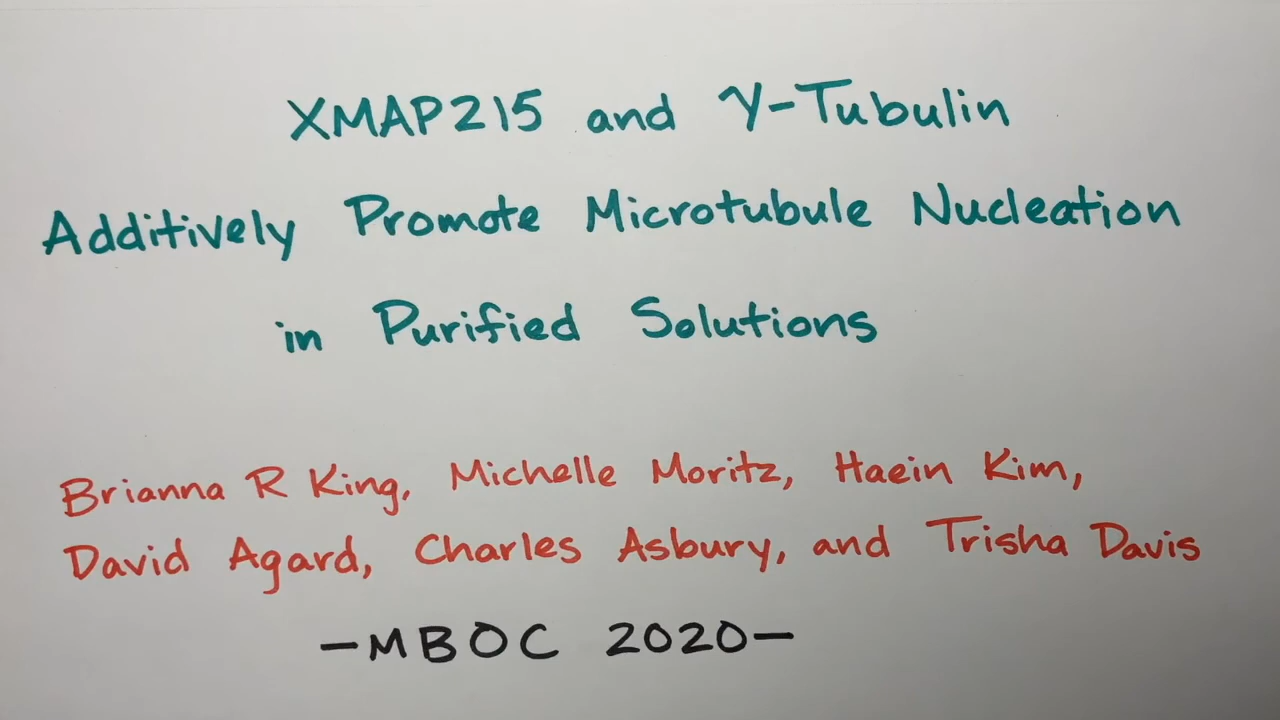 XMAP215 and γ-Tubulin
Additively Promote Microtubule Nucleation
in Purified Solutions
Brianna R King, Michelle Moritz, Haein Kim,
David Agard, Charles Asbury, and Trisha Davis
—MBOC 2020—